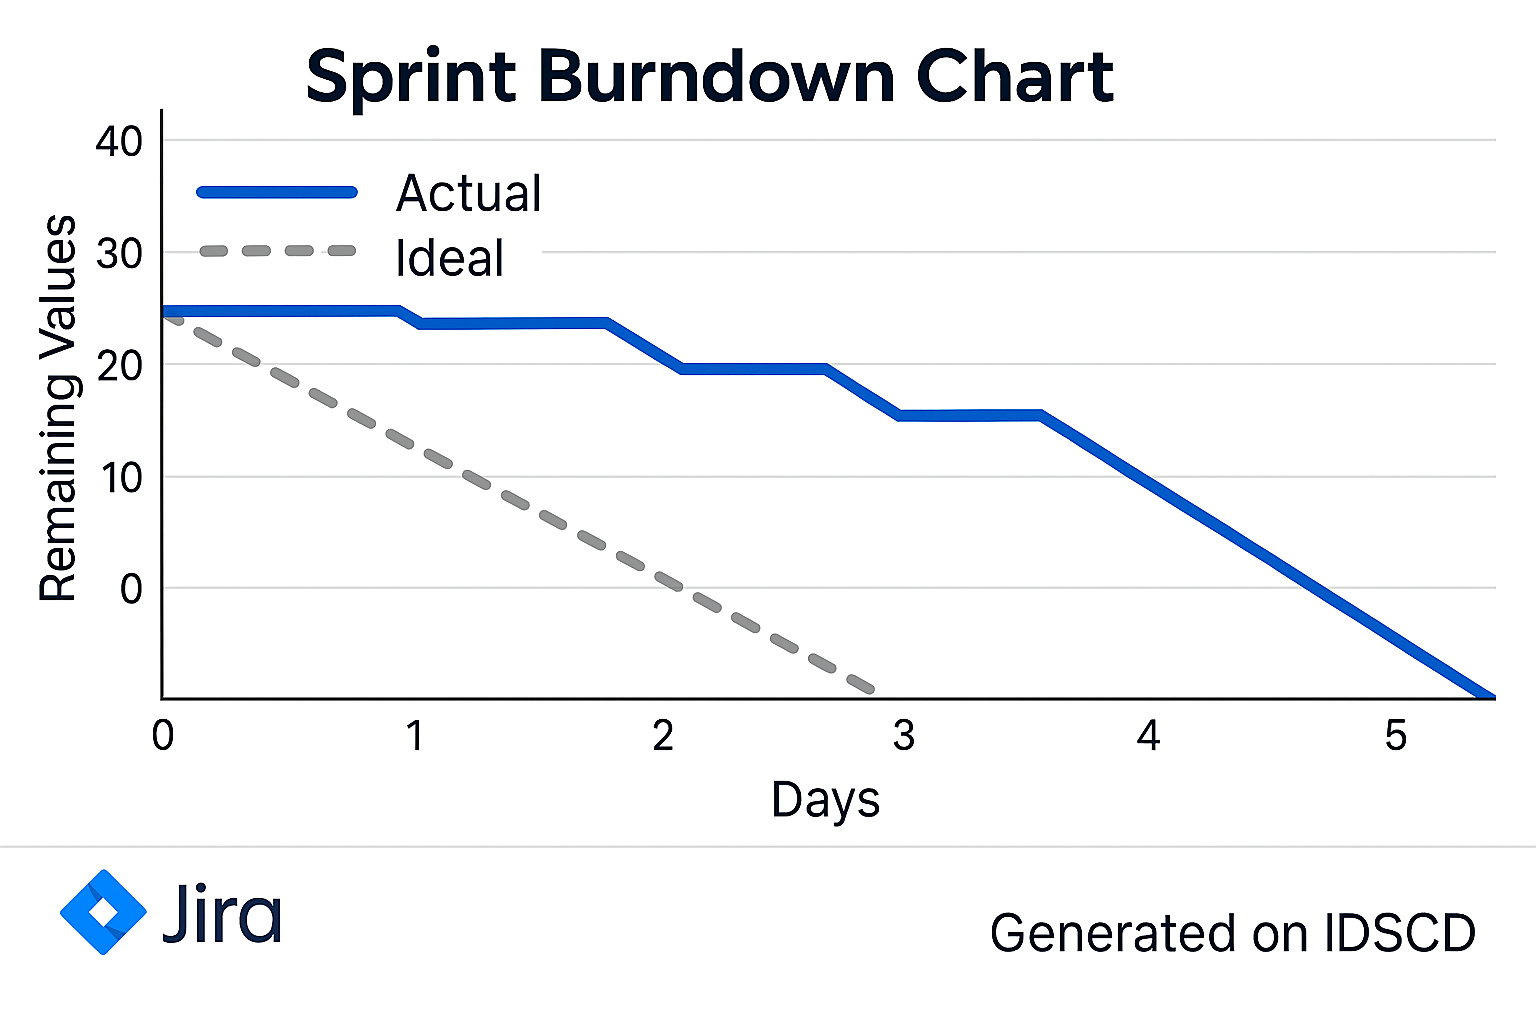 Sprint Burndown Chart
40
Actual
30
Ideal
20
10
0
Remaining Values
0 1 2 3 4 5
Days
Jira
Generated on IDSCD